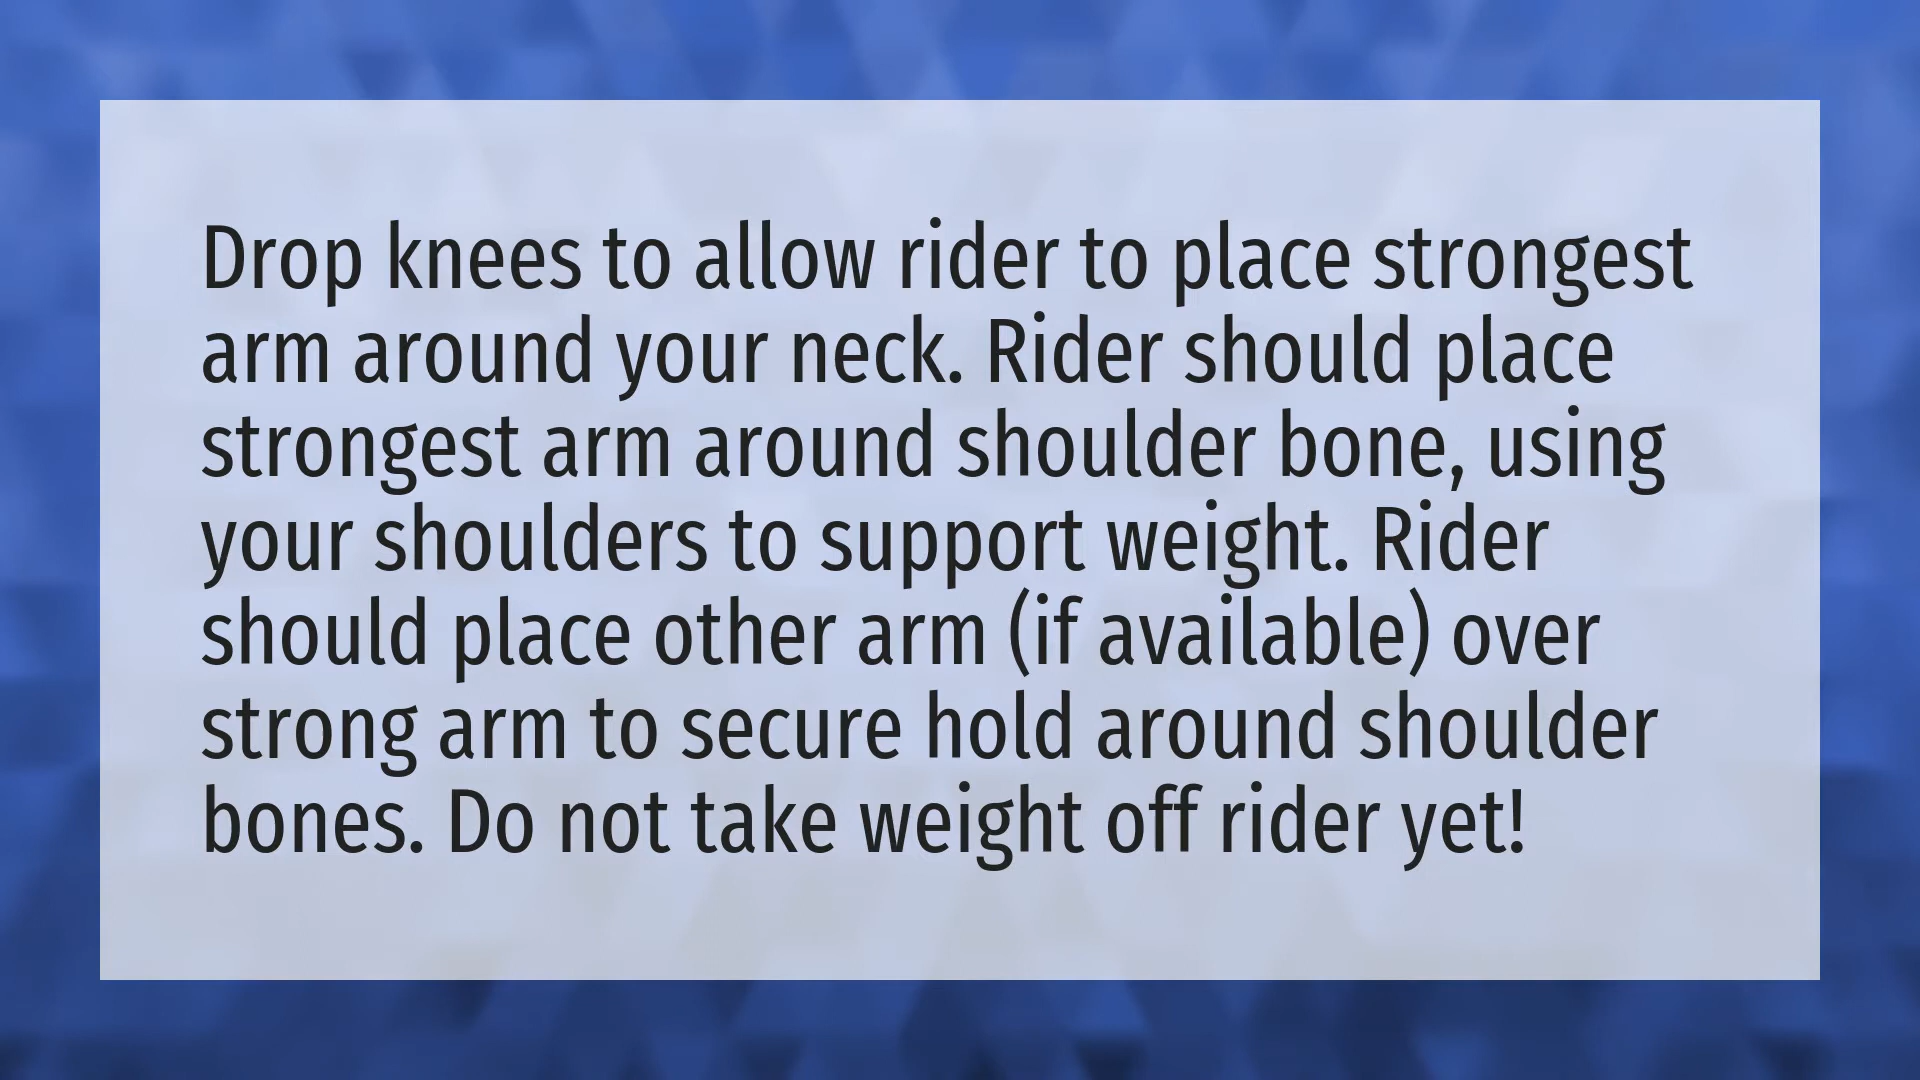 Drop knees to allow rider to place strongest
arm around your neck. Rider should place
strongest arm around shoulder bone, using
your shoulders to support weight. Rider
should place other arm (if available) over
strong arm to secure hold around shoulder
bones. Do not take weight off rider yet!